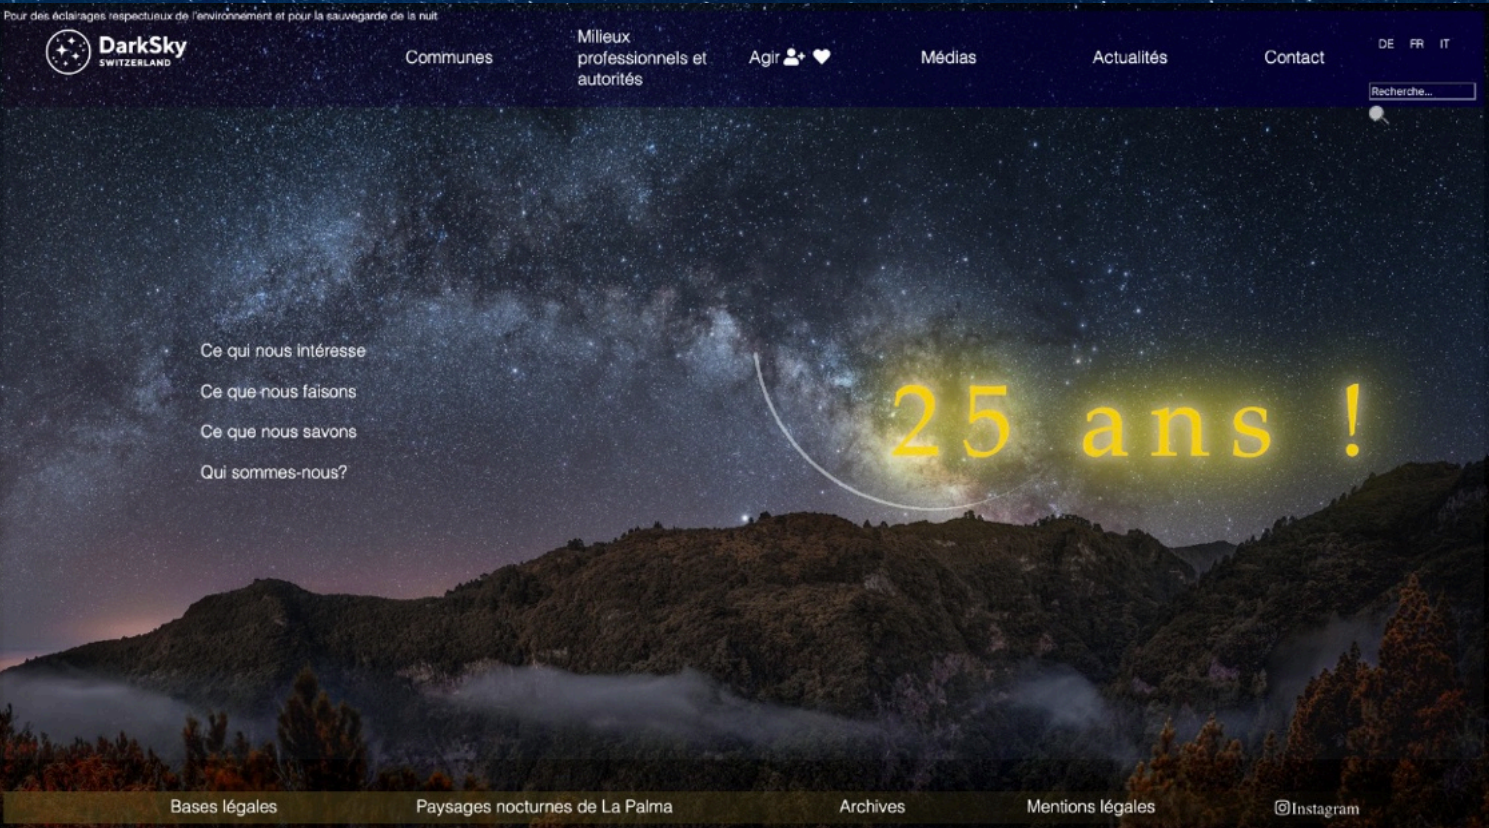 Pour des éclairages respectueux de l'environnement et pour la sauvegarde de la nuit
DarkSky
SWITZERLAND
Communes
Milieux
professionnels et
autorités
Agir
Médias
Actualités
Contact
DE FR IT
Recherche...
Ce qui nous intéresse
Ce que nous faisons
Ce que nous savons
Qui sommes-nous?
25 ans !
Bases légales
Paysages nocturnes de La Palma
Archives
Mentions légales
Instagram